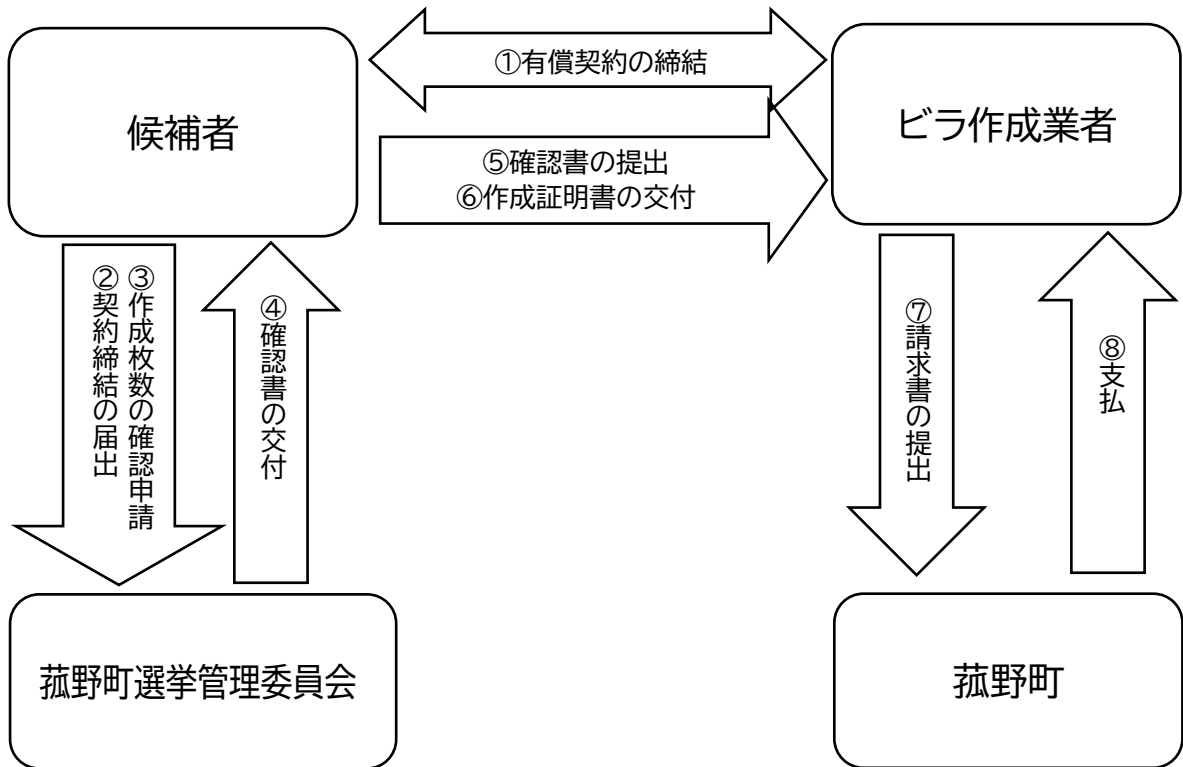 ①有償契約の締結
候補者
ビラ作成業者
⑤確認書の提出
⑥作成証明書の交付
②契約締結の届出
③作成枚数の確認申請
④確認書の交付
⑦請求書の提出
⑧支払
菰野町選挙管理委員会
菰野町